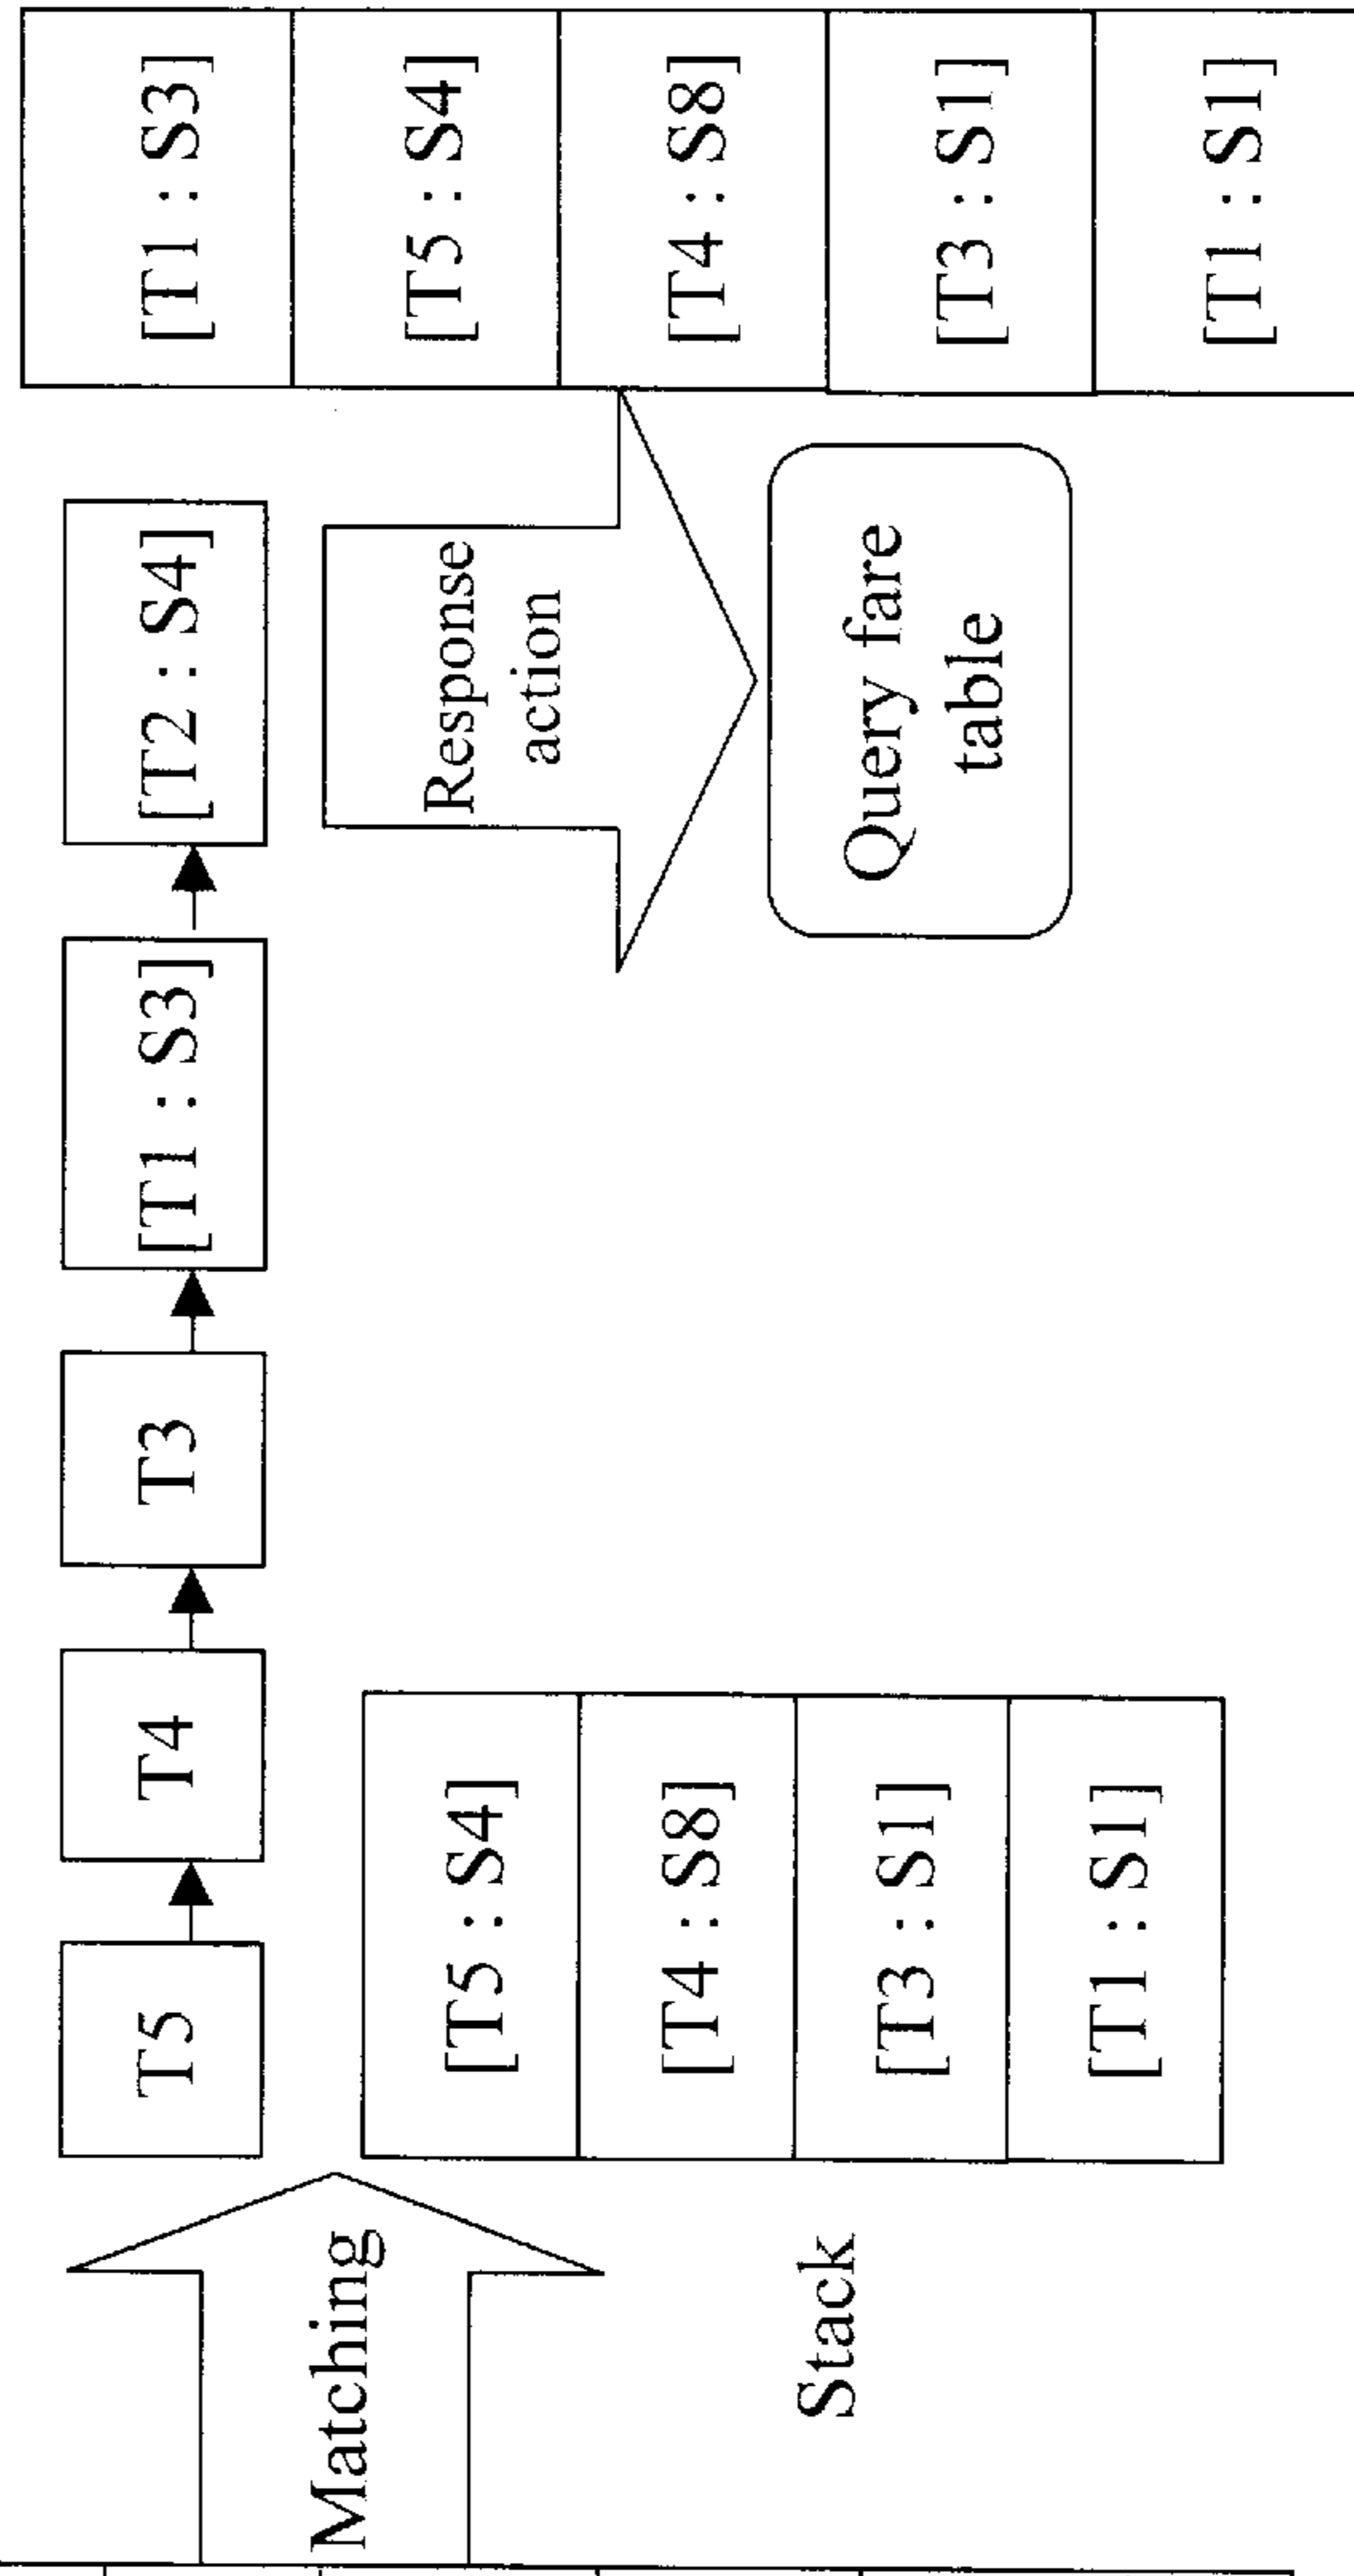 Matching
T5
T4
T3
[T1 : S3]
[T2 : S4]
Stack
[T5 : S4]
[T4 : S8]
[T3 : S1]
[T1 : S1]
Response
action
Query fare
table
[T1 : S3]
[T5 : S4]
[T4 : S8]
[T3 : S1]
[T1 : S1]